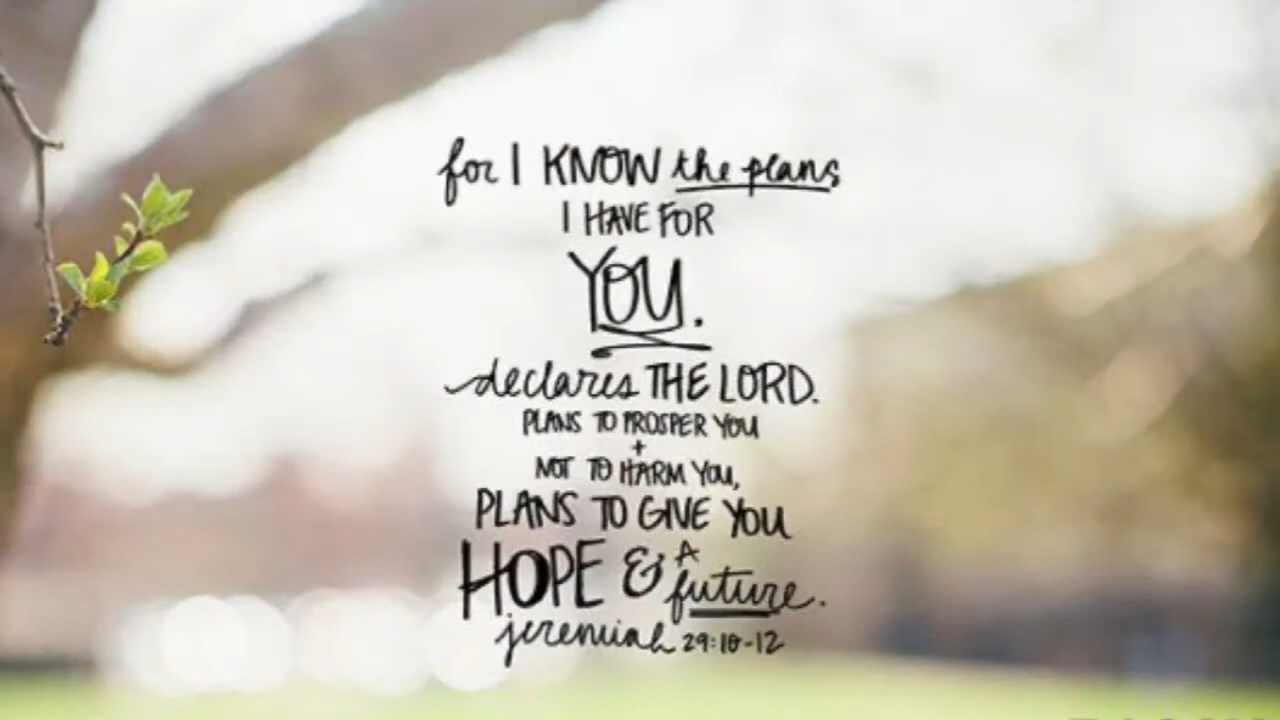 for I KNOW the plans
I HAVE FOR
YOU.
declares THE LORD.
PLANS TO PROSPER YOU
+
NOT TO HARM YOU,
PLANS TO GIVE YOU
HOPE & A future.
jeremiah 29:10-12